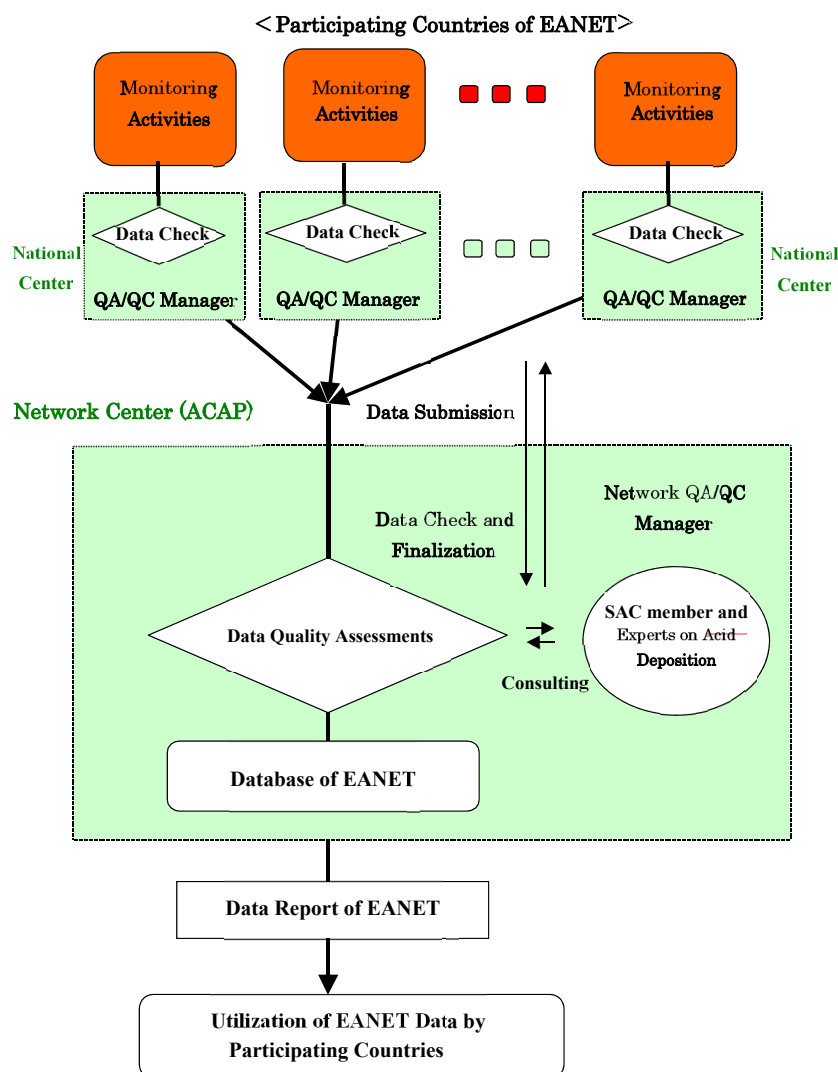 <Participating Countries of EANET>
Monitoring
Activities
Monitoring
Activities
Monitoring
Activities
Data Check
Data Check
Data Check
National
Center
National
Center
QA/QC Manager
QA/QC Manager
QA/QC Manager
Network Center (ACAP)
Data Submission
Network QA/QC
Manager
Data Check and
Finalization
SAC member and
Experts on Acid
Deposition
Data Quality Assessments
Consulting
Database of EANET
Data Report of EANET
Utilization of EANET Data by
Participating Countries